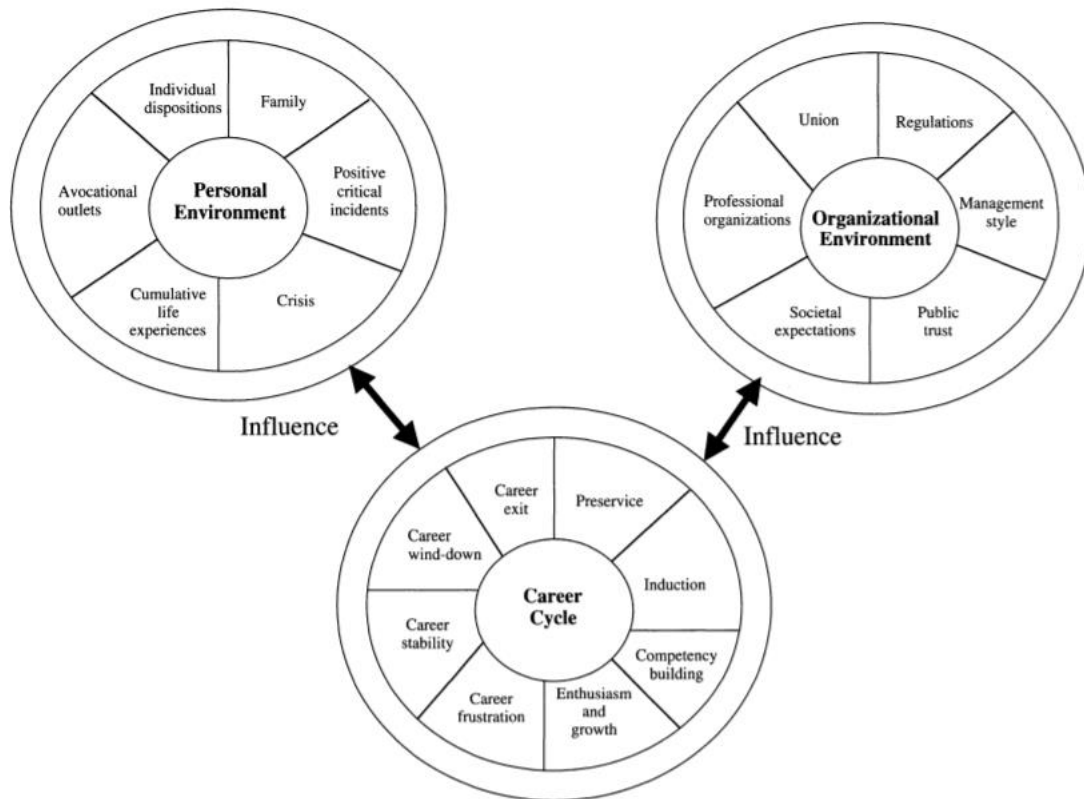 Individual
dispositions
Family
Positive
critical
incidents
Crisis
Cumulative
life
experiences
Avocational
outlets
Personal
Environment
Union
Regulations
Management
style
Public
trust
Societal
expectations
Professional
organizations
Organizational
Environment
Influence
Influence
Career
exit
Preservice
Induction
Competency
building
Enthusiasm
and
growth
Career
frustration
Career
stability
Career
wind-down
Career
Cycle